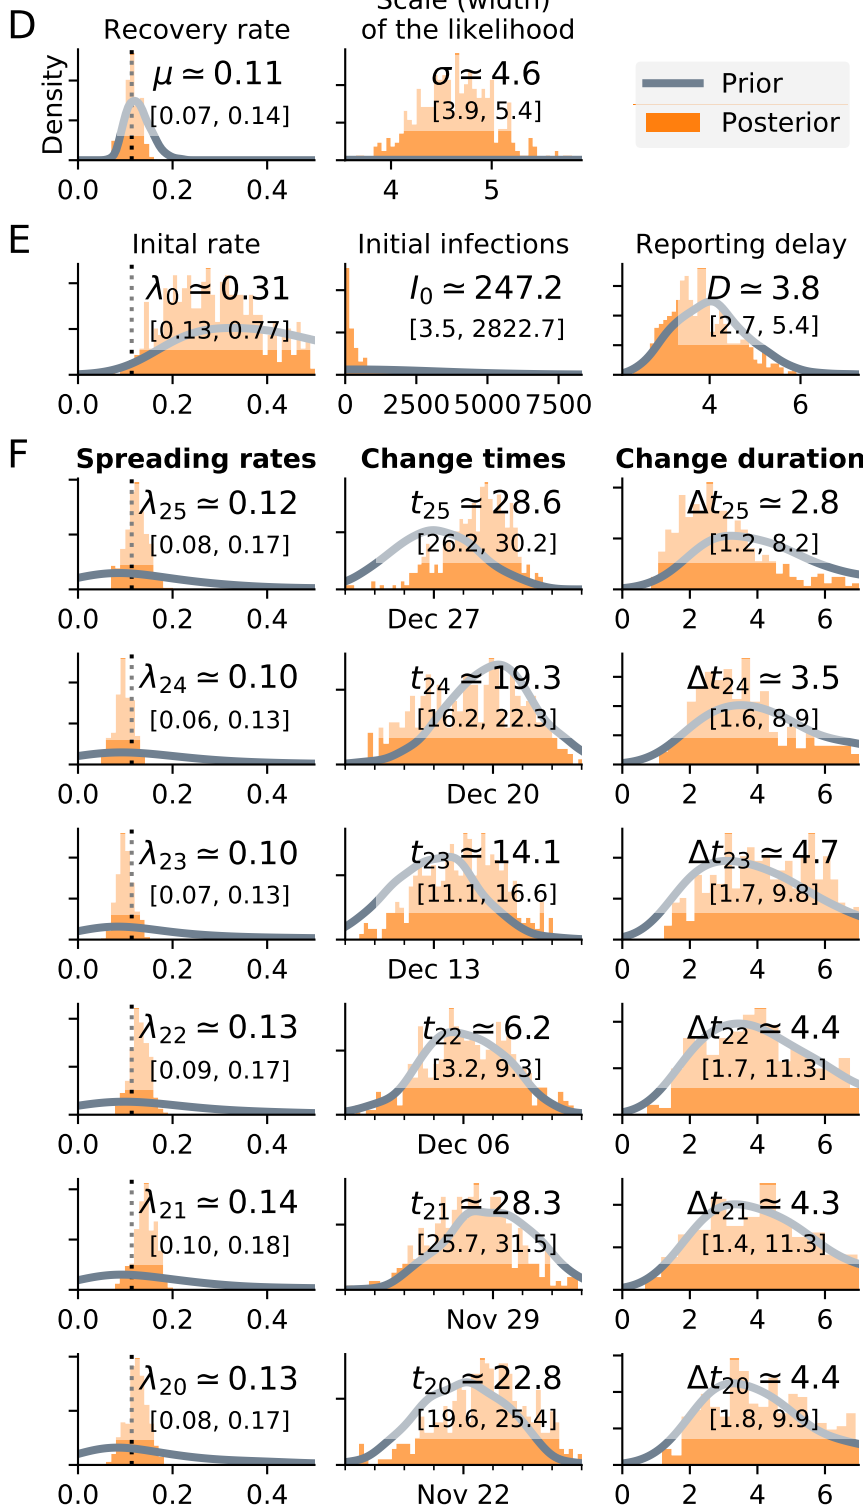 D
Recovery rate
Scale (width)
of the likelihood
Density
μ ≃ 0.11
[0.07, 0.14]
0.0 0.2 0.4
σ ≃ 4.6
[3.9, 5.4]
4 5
Prior
Posterior
E
Inital rate
λ0 ≃ 0.31
[0.13, 0.77]
0.0 0.2 0.4
Initial infections
I0 ≃ 247.2
[3.5, 2822.7]
0 2500 5000 7500
Reporting delay
D ≃ 3.8
[2.7, 5.4]
4 6
F
Spreading rates
Change times
Change duration
λ25 ≃ 0.12
[0.08, 0.17]
0.0 0.2 0.4
t25 ≃ 28.6
[26.2, 30.2]
Dec 27
Δt25 ≃ 2.8
[1.2, 8.2]
0 2 4 6
λ24 ≃ 0.10
[0.06, 0.13]
0.0 0.2 0.4
t24 ≃ 19.3
[16.2, 22.3]
Dec 20
Δt24 ≃ 3.5
[1.6, 8.9]
0 2 4 6
λ23 ≃ 0.10
[0.07, 0.13]
0.0 0.2 0.4
t23 ≃ 14.1
[11.1, 16.6]
Dec 13
Δt23 ≃ 4.7
[1.7, 9.8]
0 2 4 6
λ22 ≃ 0.13
[0.09, 0.17]
0.0 0.2 0.4
t22 ≃ 6.2
[3.2, 9.3]
Dec 06
Δt22 ≃ 4.4
[1.7, 11.3]
0 2 4 6
λ21 ≃ 0.14
[0.10, 0.18]
0.0 0.2 0.4
t21 ≃ 28.3
[25.7, 31.5]
Nov 29
Δt21 ≃ 4.3
[1.4, 11.3]
0 2 4 6
λ20 ≃ 0.13
[0.08, 0.17]
0.0 0.2 0.4
t20 ≃ 22.8
[19.6, 25.4]
Nov 22
Δt20 ≃ 4.4
[1.8, 9.9]
0 2 4 6